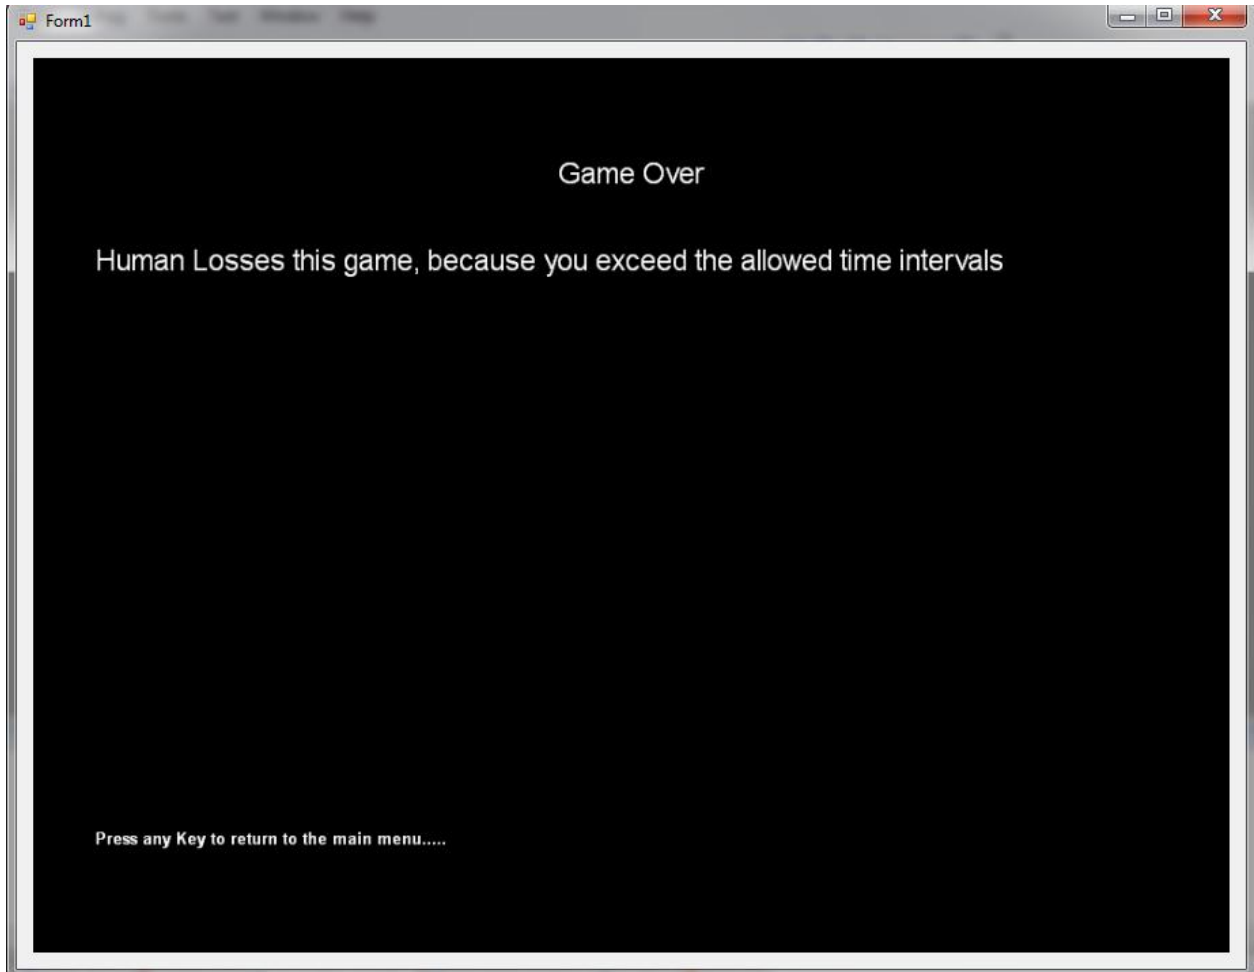 Form1
Game Over
Human Losses this game, because you exceed the allowed time intervals
Press any Key to return to the main menu.....